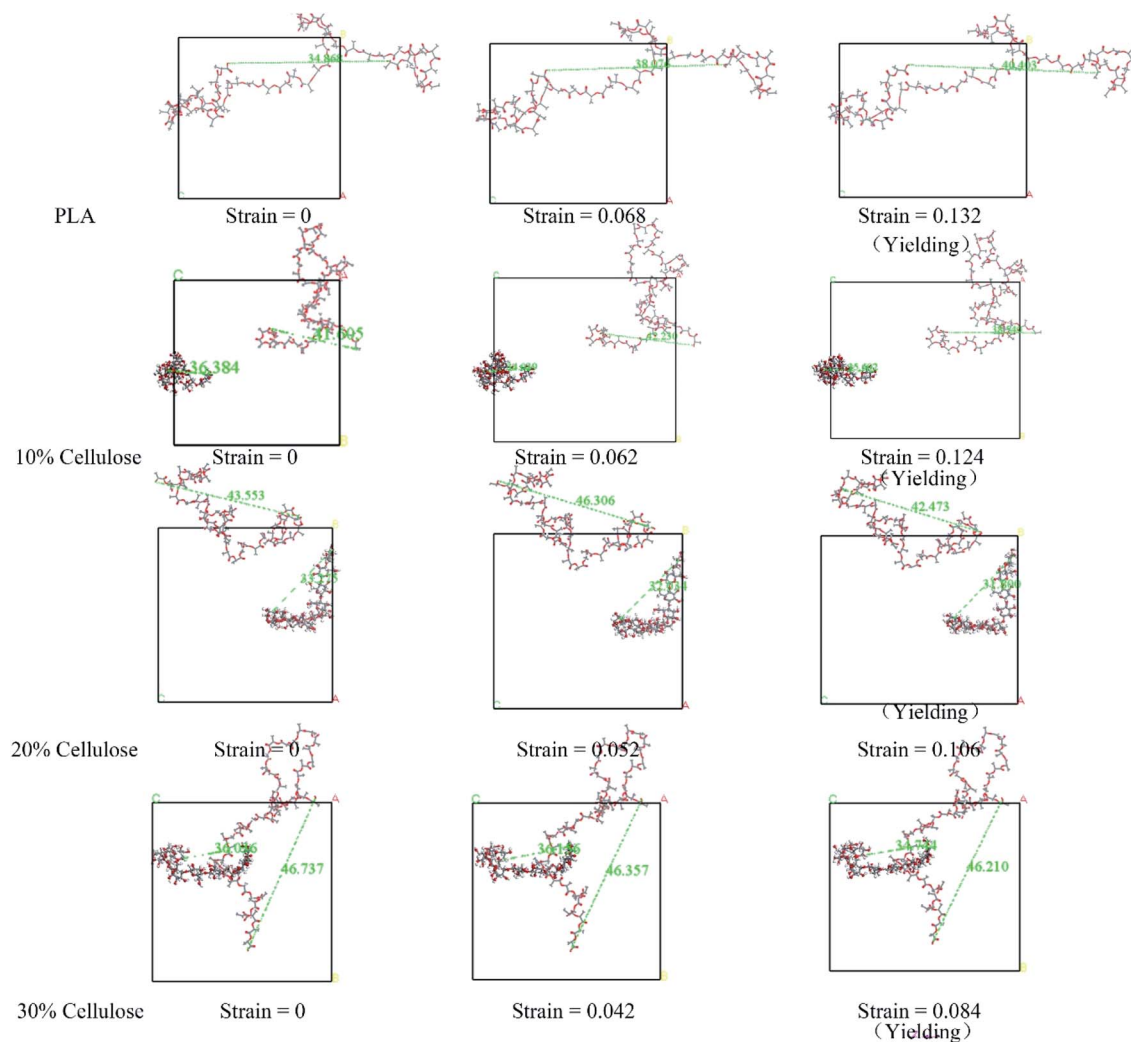 34.860
38.076
40.403
B
B
B
C
A
C
A
C
A
PLA
Strain = 0
Strain = 0.068
Strain = 0.132
（Yielding）
C
A
36.384
B
10% Cellulose
Strain = 0
Strain = 0.062
Strain = 0.124
（Yielding）
43.553
46.306
42.473
B
B
B
C
A
C
A
C
A
（Yielding）
20% Cellulose
Strain = 0
Strain = 0.052
Strain = 0.106
C
A
C
A
C
A
46.737
46.357
46.210
B
B
B
30% Cellulose
Strain = 0
Strain = 0.042
Strain = 0.084
（Yielding）